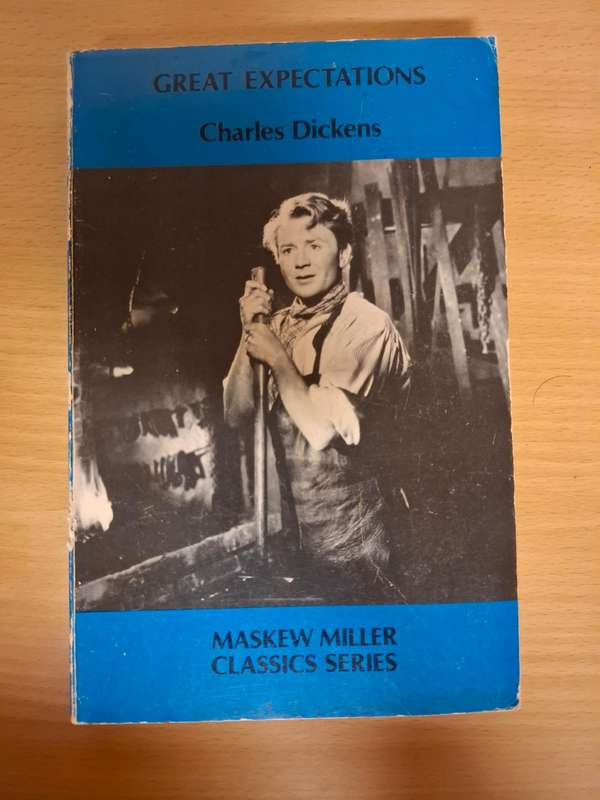 GREAT EXPECTATIONS
Charles Dickens
MASKEW MILLER
CLASSICS SERIES